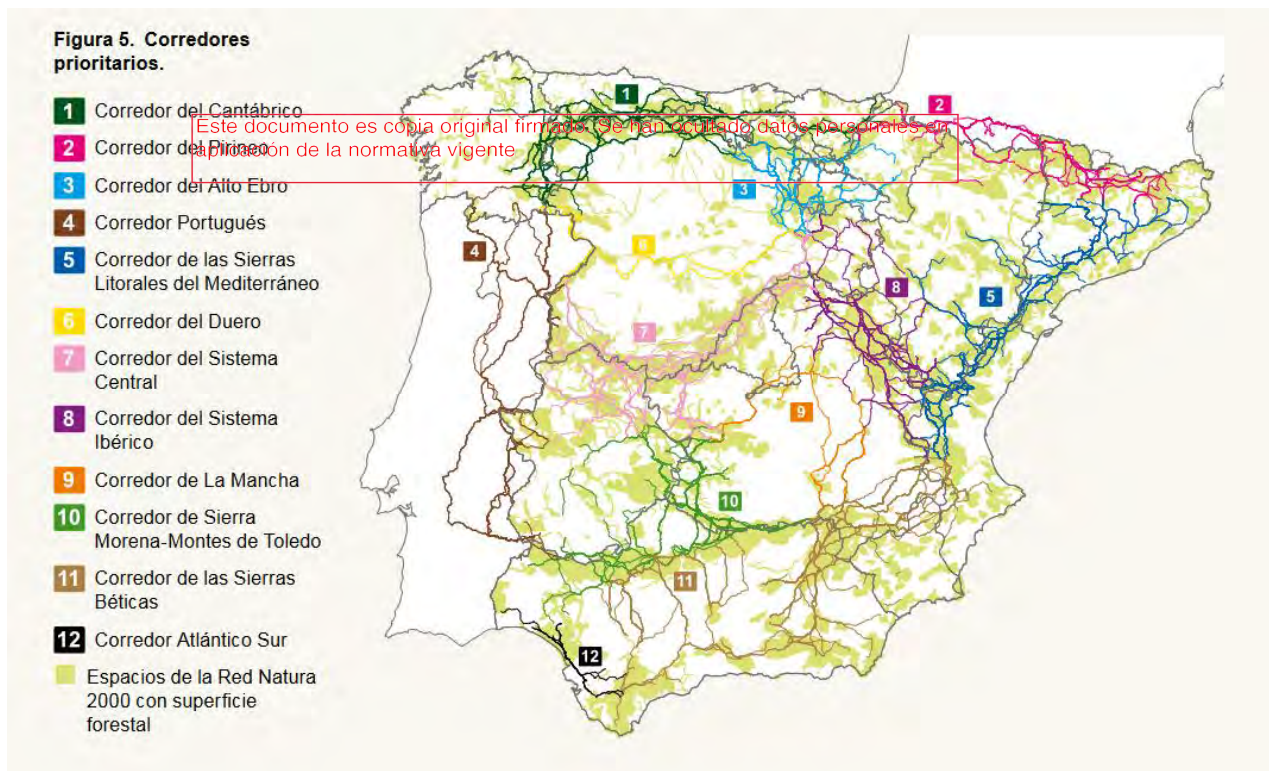 Figura 5. Corredores
prioritarios.
1 Corredor del Cantábrico
Este documento es copia original firmado. Se han ocultado datos personales en
aplicación de la normativa vigente
2 Corredor del Pirineo
3 Corredor del Alto Ebro
4 Corredor Portugués
5 Corredor de las Sierras
Litorales del Mediterráneo
6 Corredor del Duero
7 Corredor del Sistema
Central
8 Corredor del Sistema
Ibérico
9 Corredor de La Mancha
10 Corredor de Sierra
Morena-Montes de Toledo
11 Corredor de las Sierras
Béticas
12 Corredor Atlántico Sur
Espacios de la Red Natura
2000 con superficie
forestal
1
2
3
4
6
8
5
7
9
10
11
12